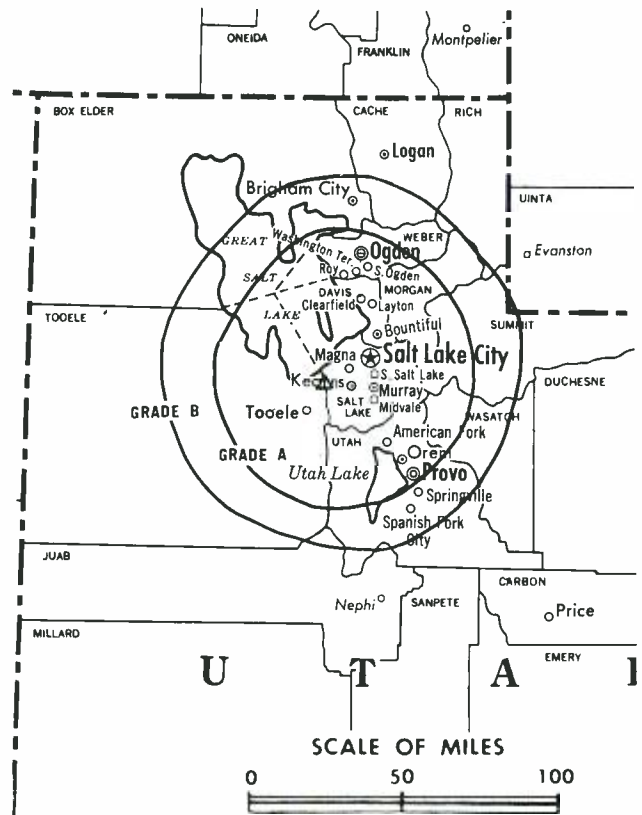 ONEIDA
FRANKLIN
Montpelier
BOX ELDER
CACHE
RICH
Logan
Brigham City
UINTA
GREAT
Washington Ter.
WEBER
Ogden
Evanston
SALT
Roy
S. Ogden
DAVIS
MORGAN
Clearfield
Layton
TOOELE
LAKE
Bountiful
SUMMIT
Magna
Salt Lake City
S. Salt Lake
DUCHESNE
Murray
SALT
LAKE
Midvale
GRADE B
Tooele
WASATCH
UTAH
American Fork
GRADE A
Orem
Utah Lake
Provo
Springville
Spanish Fork
City
JUAB
CARBON
Nephi
SANPETE
Price
MILLARD
EMERY
U T A
SCALE OF MILES
0 50 100